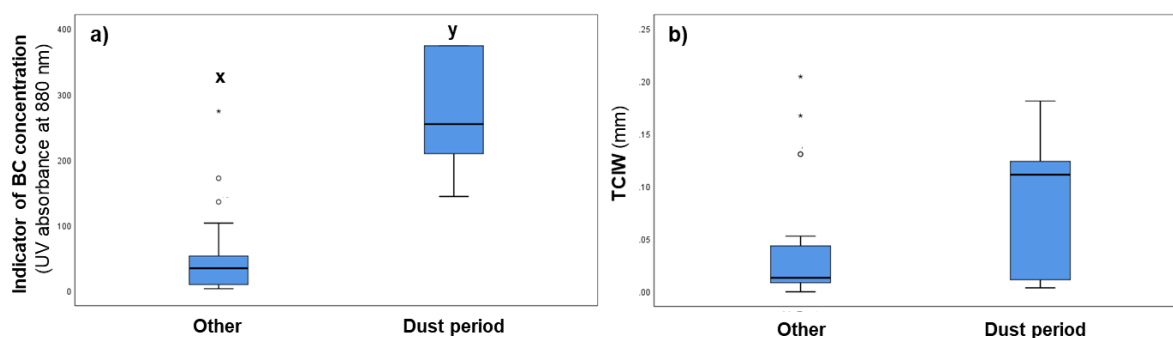 a)
Indicator of BC concentration
(UV absorbance at 880 nm)
400
300
200
100
0
x
y
Other
Dust period
b)
TCIW (mm)
.25
.20
.15
.10
.05
.00
Other
Dust period